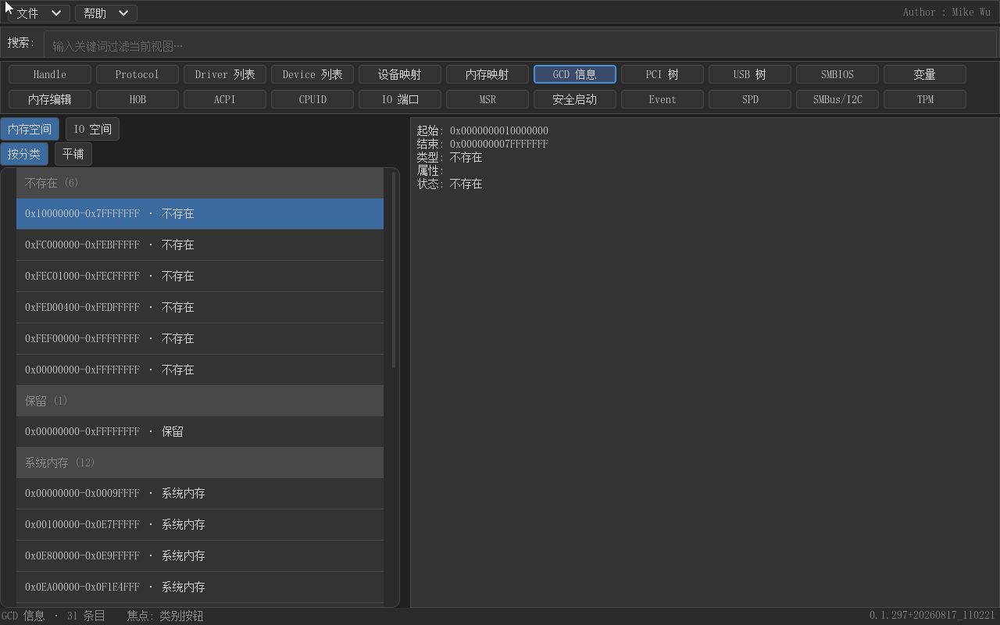 文件 帮助 Author : Mike Wu
搜索: 输入关键词过滤当前视图…
Handle Protocol Driver 列表 Device 列表 设备映射 内存映射 GCD 信息 PCI 树 USB 树 SMBIOS 变量
内存编辑 HOB ACPI CPUID IO 端口 MSR 安全启动 Event SPD SMBus/I2C TPM
内存空间 IO 空间
按分类 平铺
不存在 (6)
0x10000000-0x7FFFFFFF · 不存在
0xFC000000-0xFEBFFFFF · 不存在
0xFEC01000-0xFECFFFFF · 不存在
0xFED00400-0xFEDFFFFF · 不存在
0xFEF00000-0xFFFFFFFF · 不存在
0x00000000-0xFFFFFFFF · 不存在
保留 (1)
0x00000000-0xFFFFFFFF · 保留
系统内存 (12)
0x00000000-0x0009FFFF · 系统内存
0x00100000-0x0E7FFFFF · 系统内存
0x0E800000-0x0E9FFFFF · 系统内存
0x0EA00000-0x0F1E4FFF · 系统内存
起始: 0x0000000010000000
结束: 0x000000007FFFFFFF
类型: 不存在
属性:
状态: 不存在
GCD 信息 · 31 条目 焦点: 类别按钮 0.1.297+20260817_110221